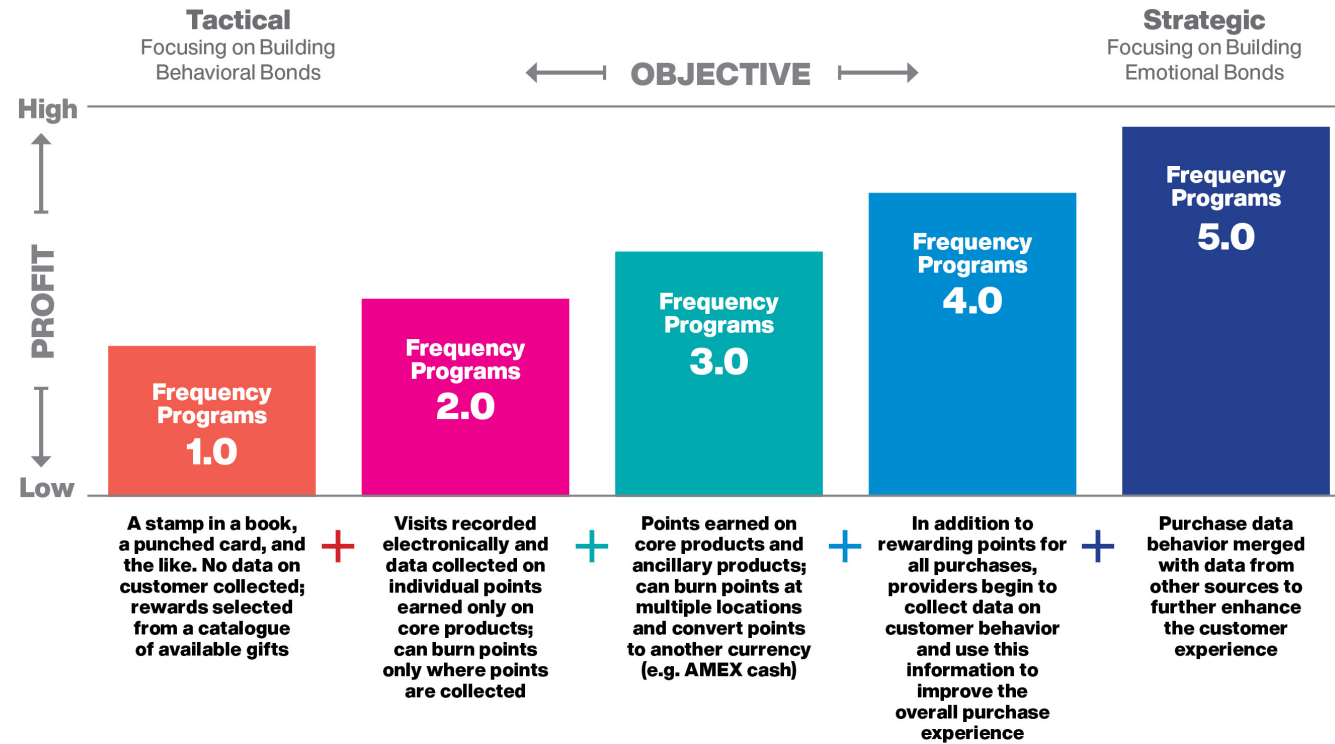 Tactical
Focusing on Building
Behavioral Bonds
OBJECTIVE
Strategic
Focusing on Building
Emotional Bonds
High
PROFIT
Low
Frequency
Programs
1.0
Frequency
Programs
2.0
Frequency
Programs
3.0
Frequency
Programs
4.0
Frequency
Programs
5.0
A stamp in a book,
a punched card, and
the like. No data on
customer collected;
rewards selected
from a catalogue
of available gifts
+
Visits recorded
electronically and
data collected on
individual points
earned only on
core products;
can burn points
only where points
are collected
+
Points earned on
core products and
ancillary products;
can burn points at
multiple locations
and convert points
to another currency
(e.g. AMEX cash)
+
In addition to
rewarding points for
all purchases,
providers begin to
collect data on
customer behavior
and use this
information to
improve the
overall purchase
experience
+
Purchase data
behavior merged
with data from
other sources to
further enhance
the customer
experience